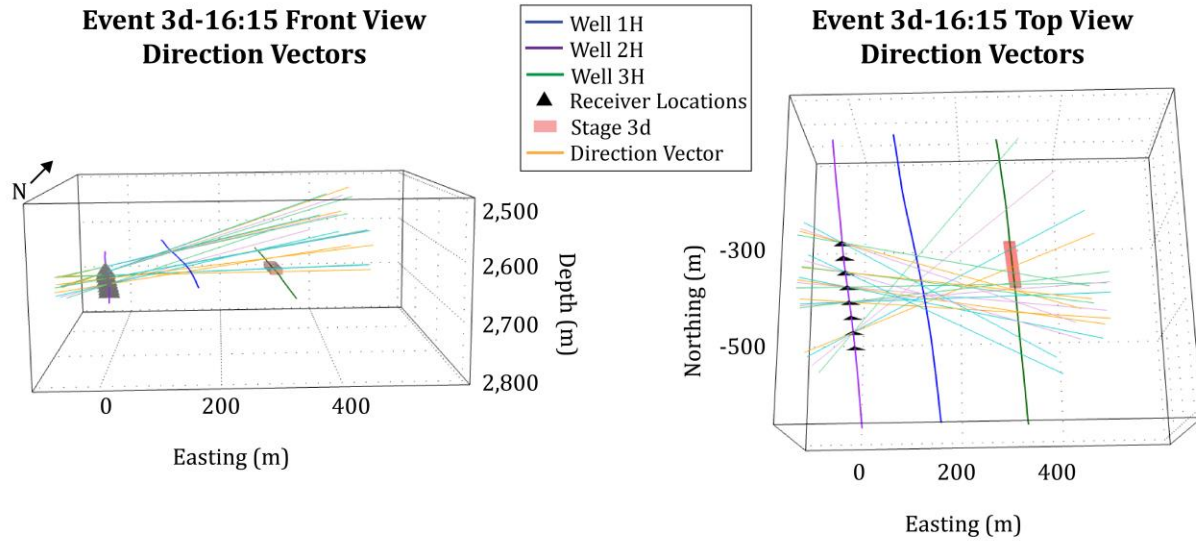 Event 3d-16:15 Front View
Direction Vectors
N
2,500
2,600
2,700
2,800
Depth (m)
0
200
400
Easting (m)
Well 1H
Well 2H
Well 3H
Receiver Locations
Stage 3d
Direction Vector
Event 3d-16:15 Top View
Direction Vectors
-300
-500
Northing (m)
0
200
400
Easting (m)